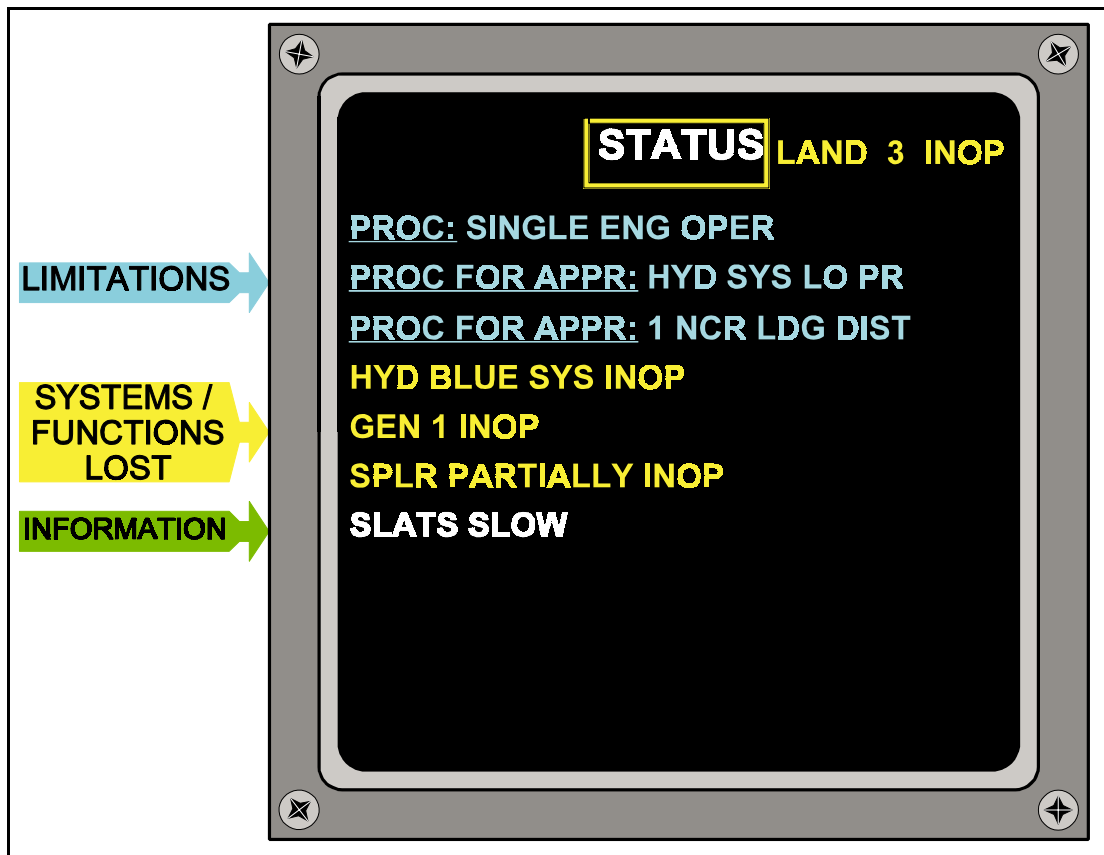 STATUS LAND 3 INOP
PROC: SINGLE ENG OPER
LIMITATIONS
PROC FOR APPR: HYD SYS LO PR
PROC FOR APPR: 1 NCR LDG DIST
HYD BLUE SYS INOP
SYSTEMS /
FUNCTIONS
LOST
GEN 1 INOP
SPLR PARTIALLY INOP
INFORMATION
SLATS SLOW